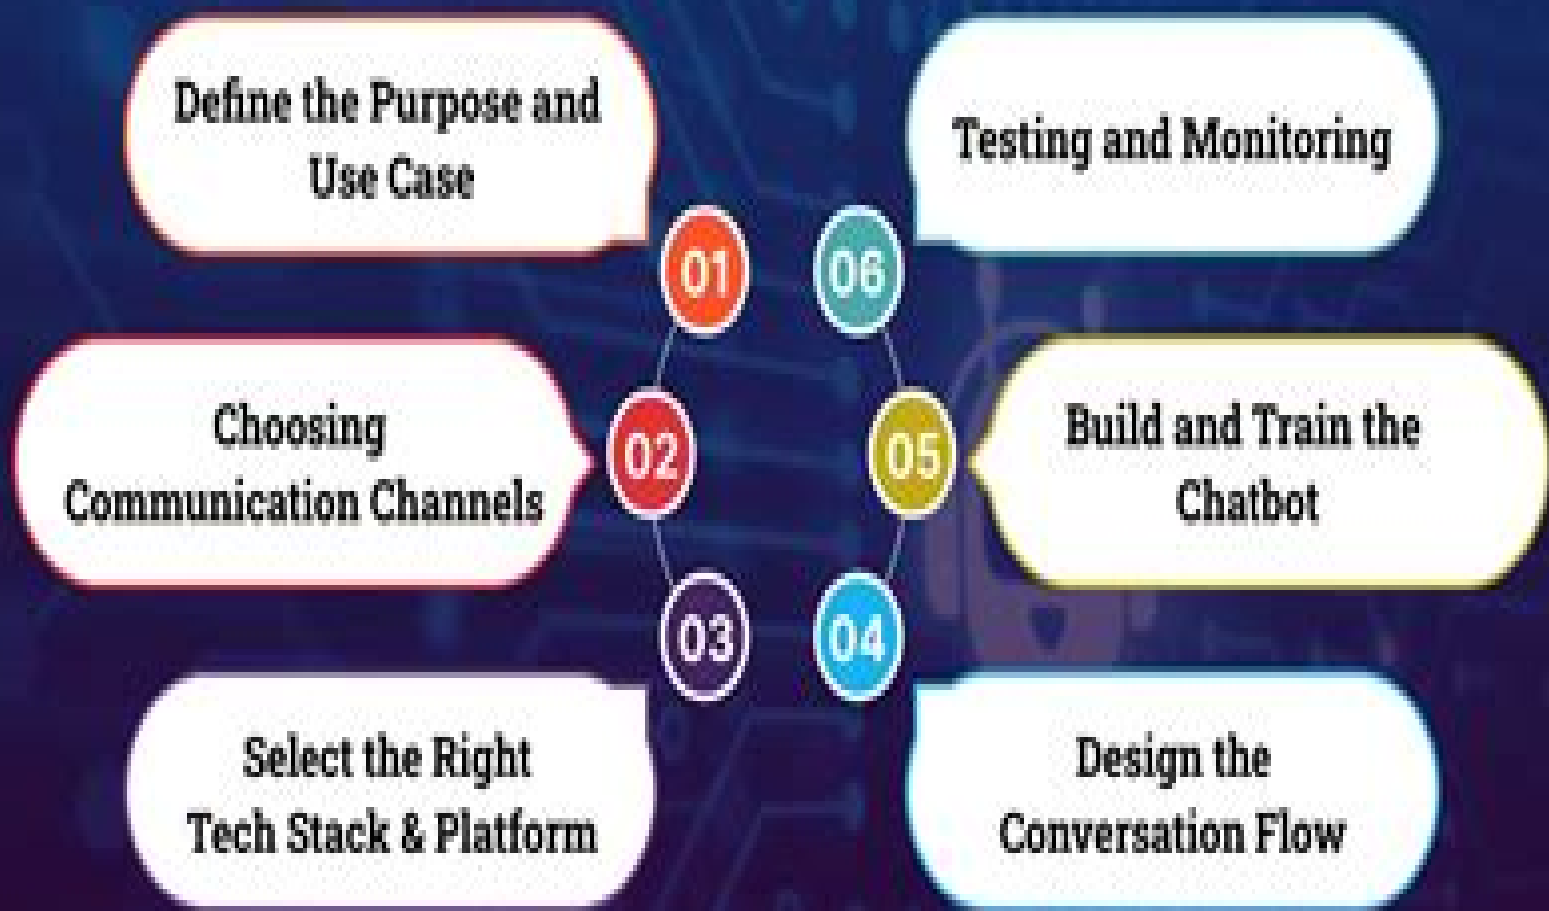 01
Define the Purpose and
Use Case
02
Choosing
Communication Channels
03
Select the Right
Tech Stack & Platform
04
Design the
Conversation Flow
05
Build and Train the
Chatbot
06
Testing and Monitoring